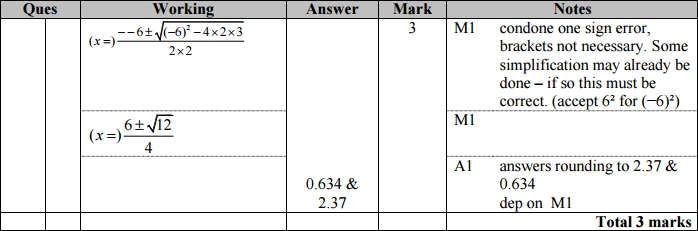 Ques Working Answer Mark Notes
(x =) --6±√(−6)² − 4×2×3 3 M1 condone one sign error,
2×2 brackets not necessary. Some
simplification may already be
done – if so this must be
correct. (accept 6² for (−6)²)
(x =) 6±√12 M1
4
A1 answers rounding to 2.37 &
0.634 & 0.634
2.37 dep on M1
Total 3 marks